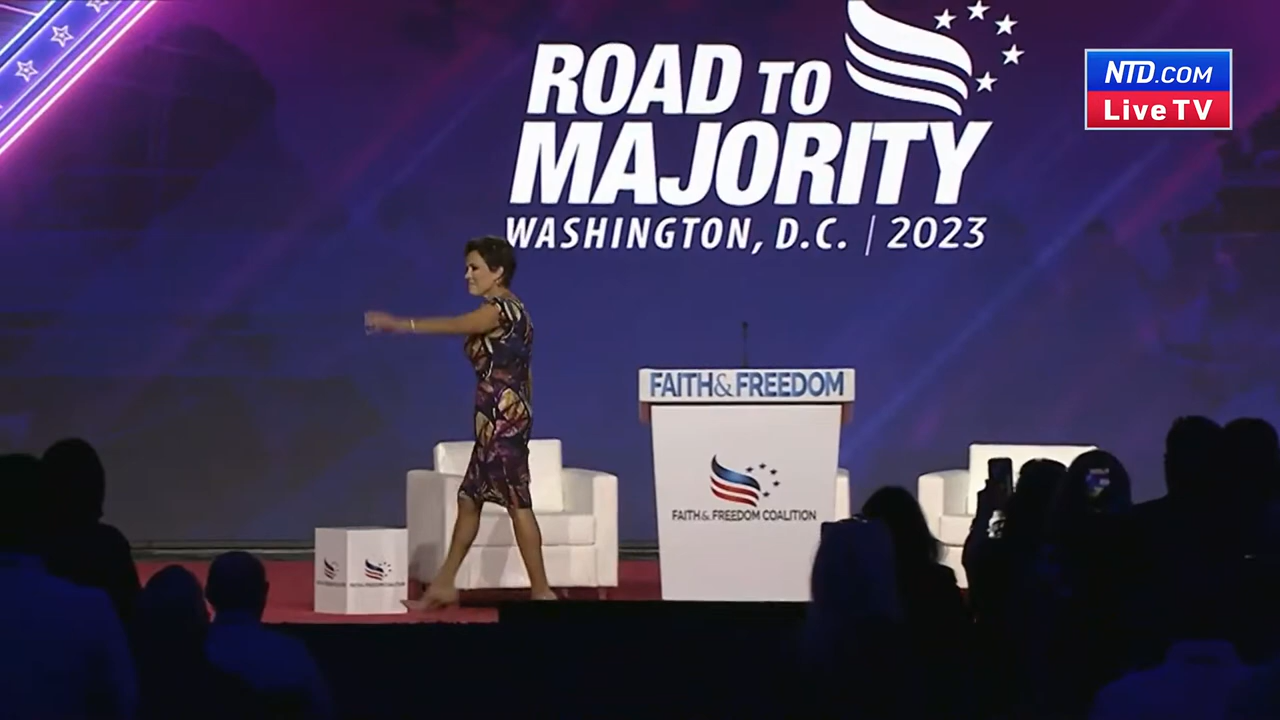 ROAD TO
MAJORITY
WASHINGTON, D.C. | 2023
NTD.COM
Live TV
FAITH & FREEDOM
FAITH & FREEDOM COALITION